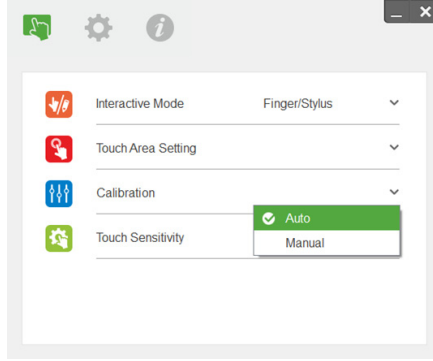 Interactive Mode Finger/Stylus
Touch Area Setting
Calibration
Auto
Touch Sensitivity
Manual